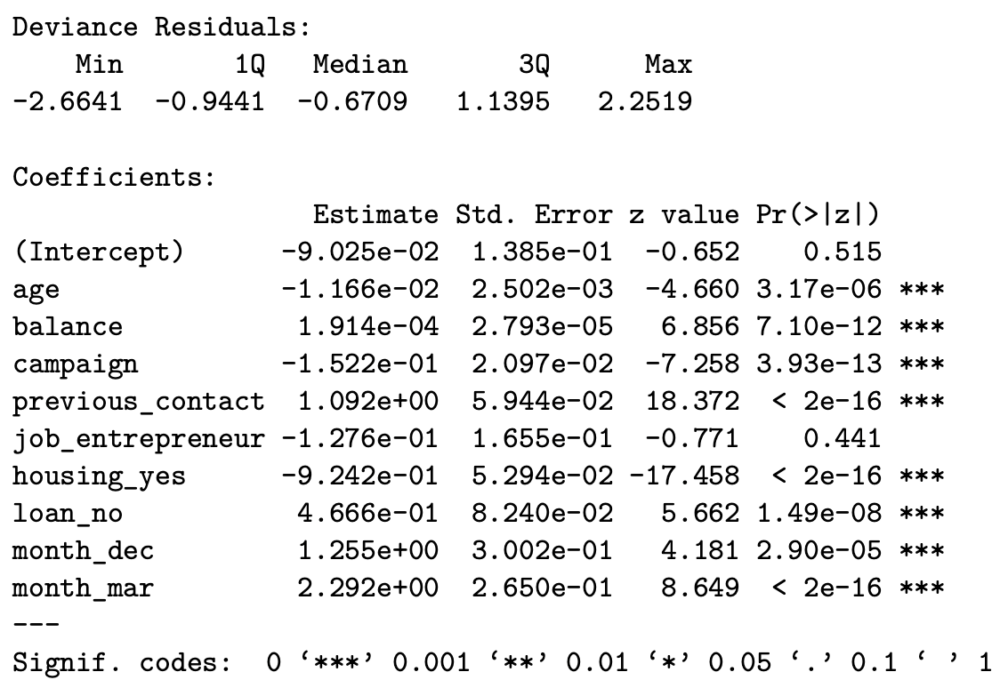 Deviance Residuals:
    Min       1Q   Median       3Q      Max
-2.6641  -0.9441  -0.6709   1.1395   2.2519
Coefficients:
                   Estimate Std. Error z value Pr(>|z|)
(Intercept)      -9.025e-02  1.385e-01  -0.652    0.515
age              -1.166e-02  2.502e-03  -4.660 3.17e-06 ***
balance           1.914e-04  2.793e-05   6.856 7.10e-12 ***
campaign         -1.522e-01  2.097e-02  -7.258 3.93e-13 ***
previous_contact  1.092e+00  5.944e-02  18.372  < 2e-16 ***
job_entrepreneur -1.276e-01  1.655e-01  -0.771    0.441
housing_yes      -9.242e-01  5.294e-02 -17.458  < 2e-16 ***
loan_no           4.666e-01  8.240e-02   5.662 1.49e-08 ***
month_dec         1.255e+00  3.002e-01   4.181 2.90e-05 ***
month_mar         2.292e+00  2.650e-01   8.649  < 2e-16 ***
---
Signif. codes:  0 ‘***’ 0.001 ‘**’ 0.01 ‘*’ 0.05 ‘.’ 0.1 ‘ ’ 1